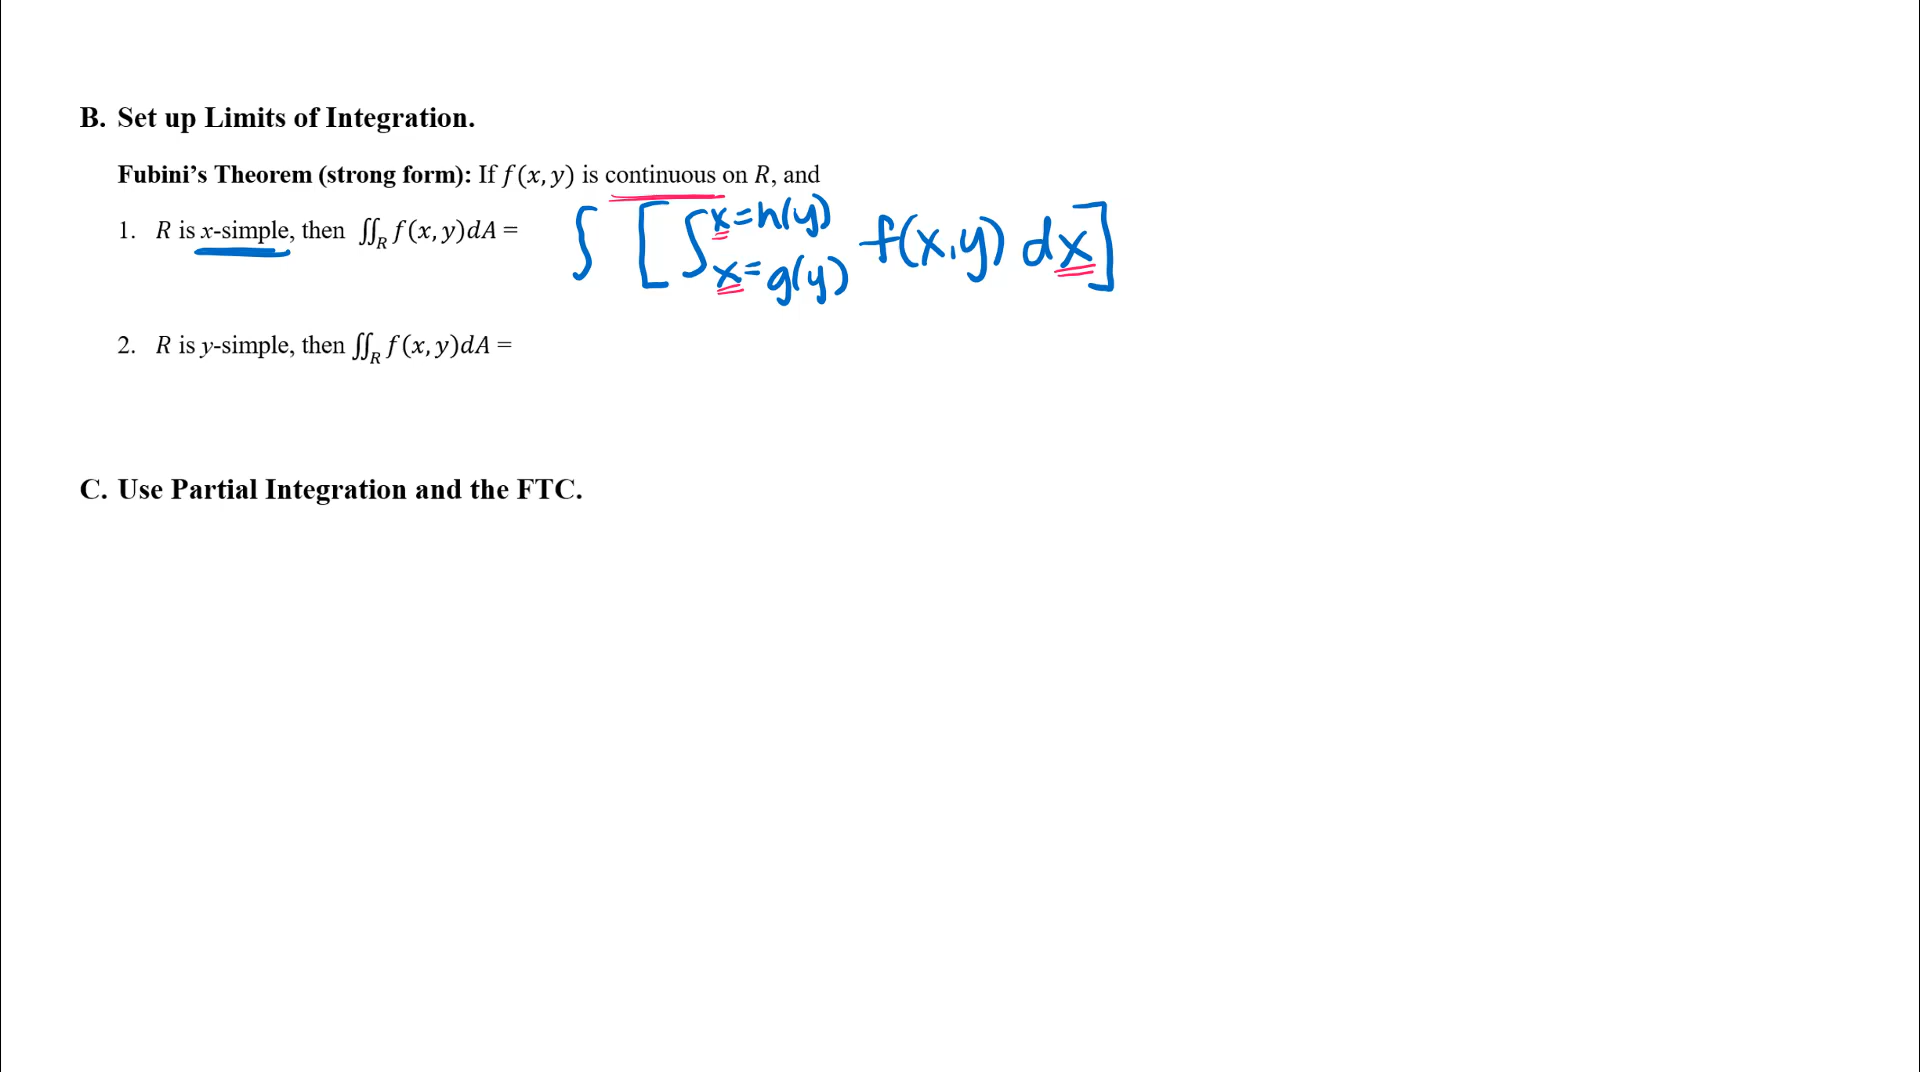 B. Set up Limits of Integration.
Fubini’s Theorem (strong form): If f(x,y) is continuous on R, and
1. R is x-simple, then ∬_R f(x,y)dA = ∫ [∫_{x=g(y)}^{x=h(y)} f(x,y) dx]
2. R is y-simple, then ∬_R f(x,y)dA =
C. Use Partial Integration and the FTC.